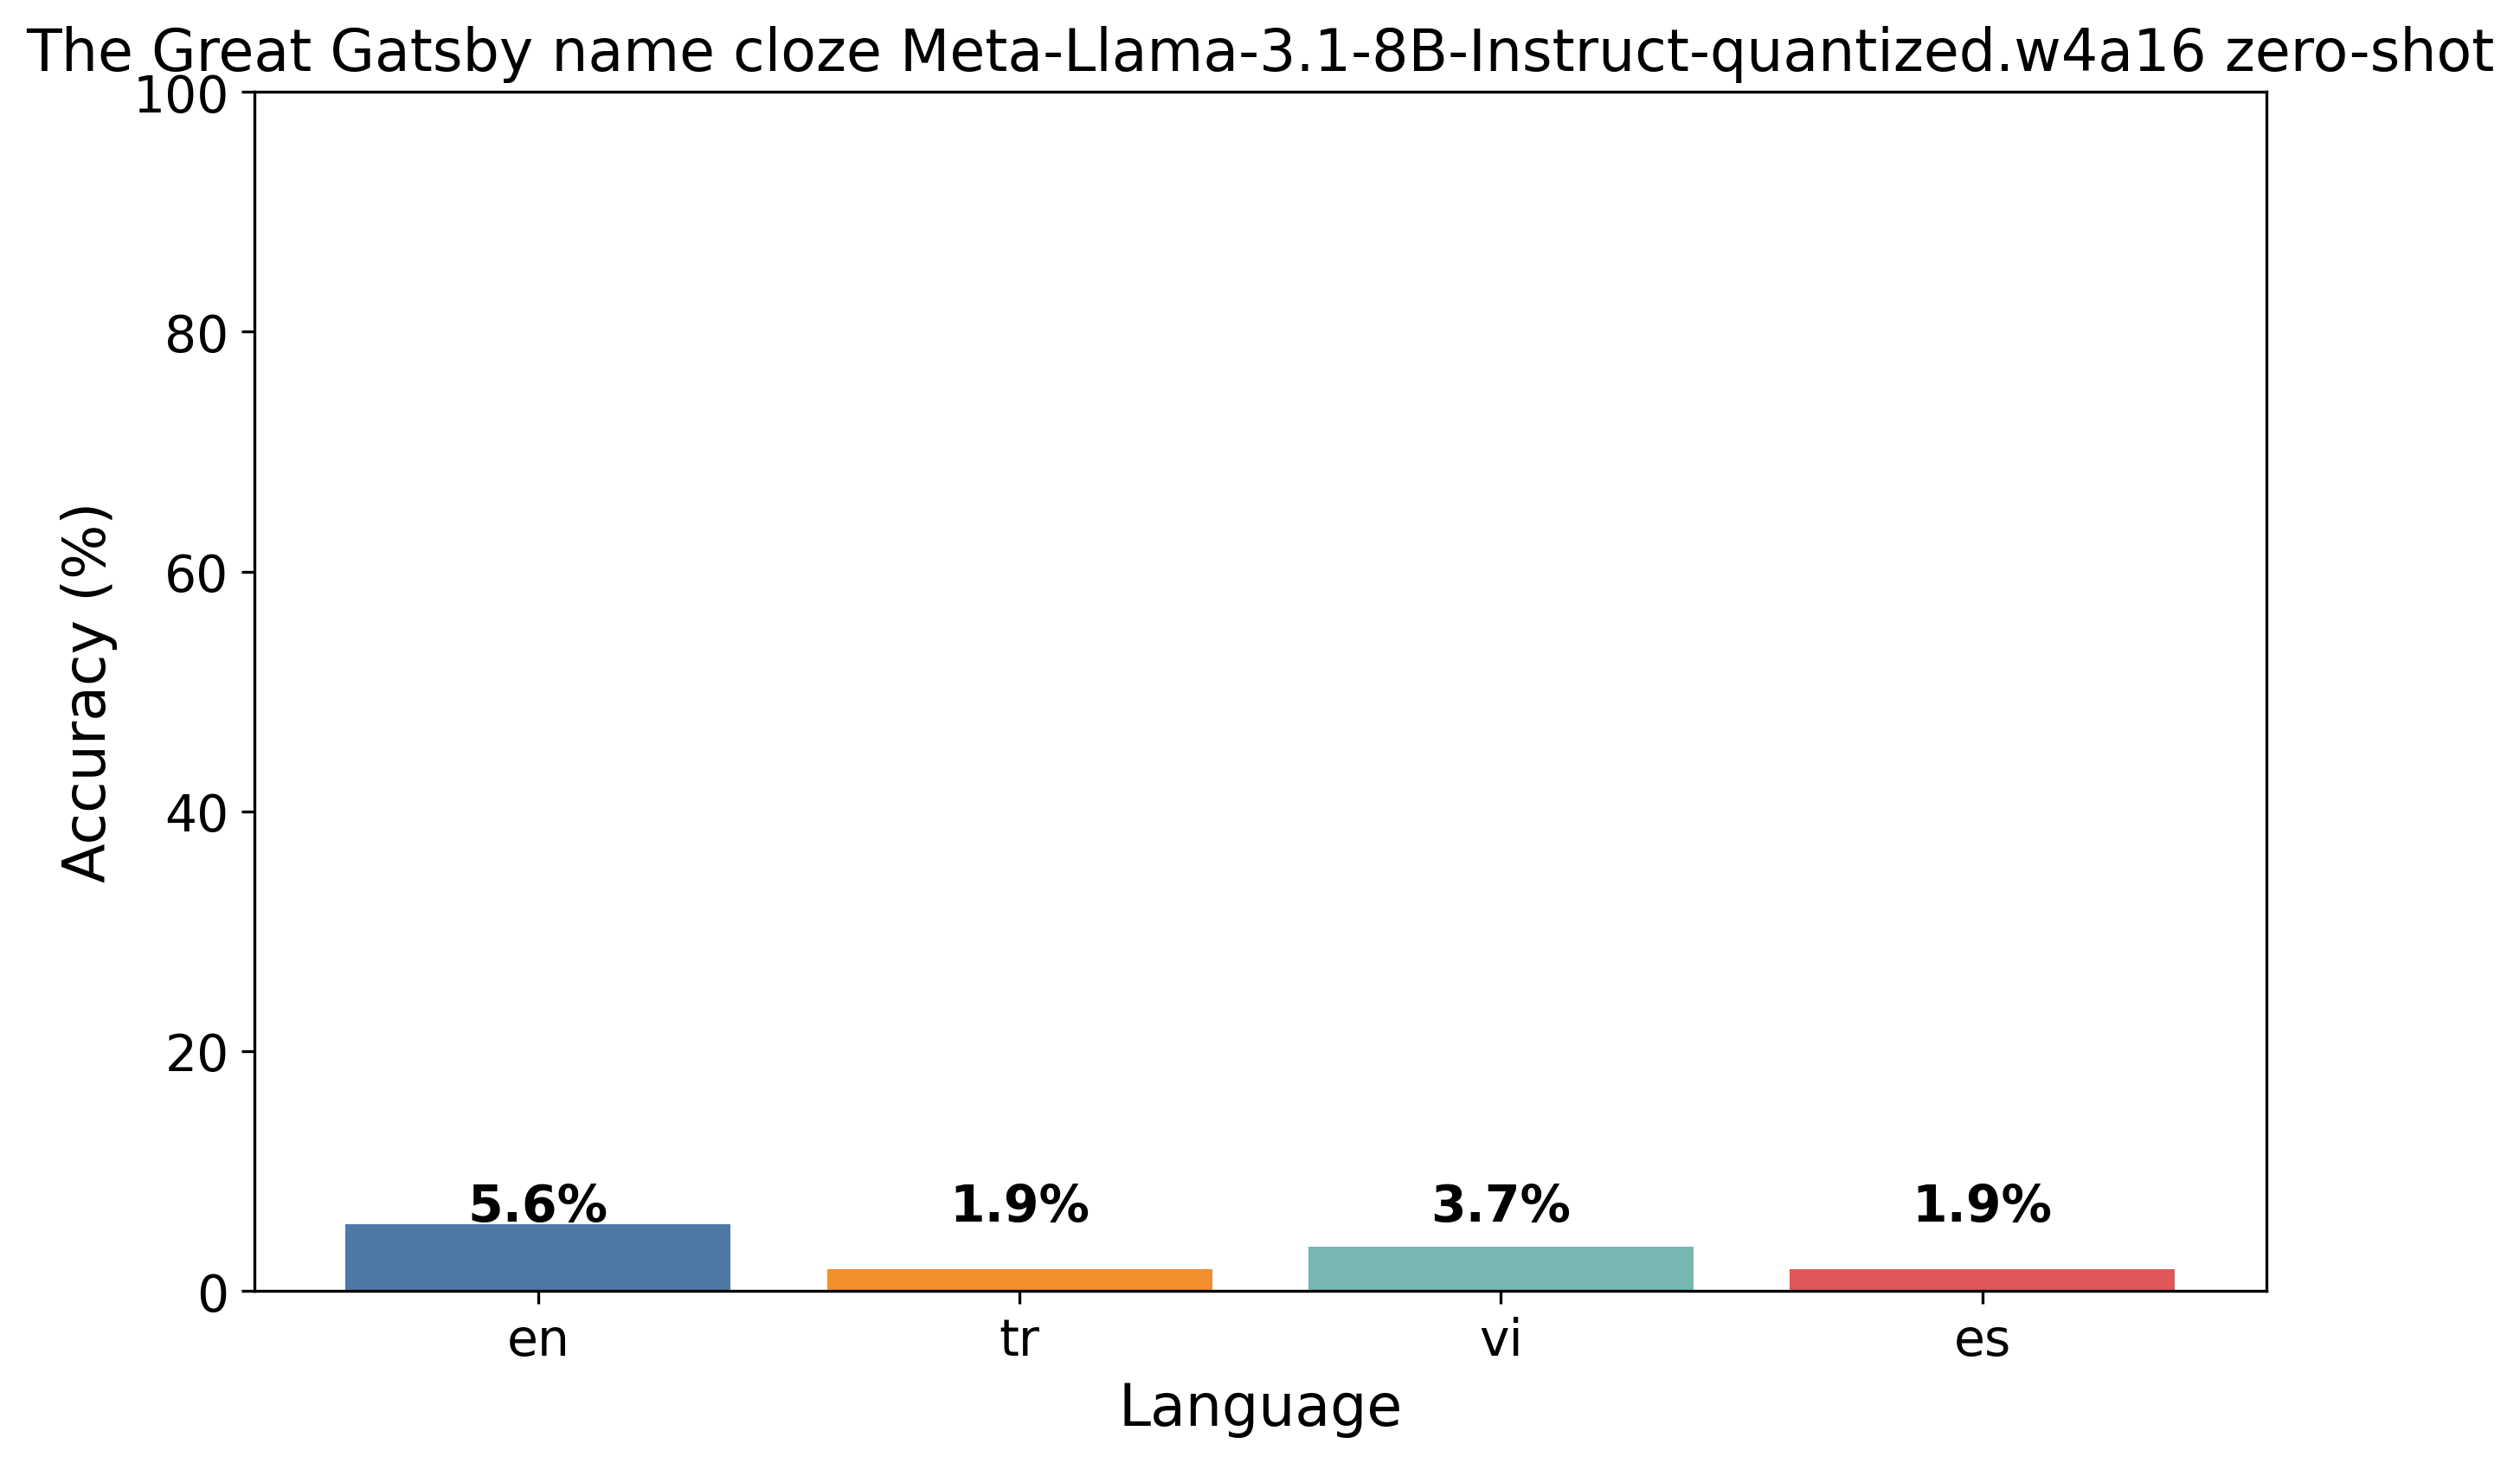 The Great Gatsby name cloze Meta-Llama-3.1-8B-Instruct-quantized.w4a16 zero-shot
100
80
60
40
20
0
Accuracy (%)
5.6% 1.9% 3.7% 1.9%
en tr vi es
Language